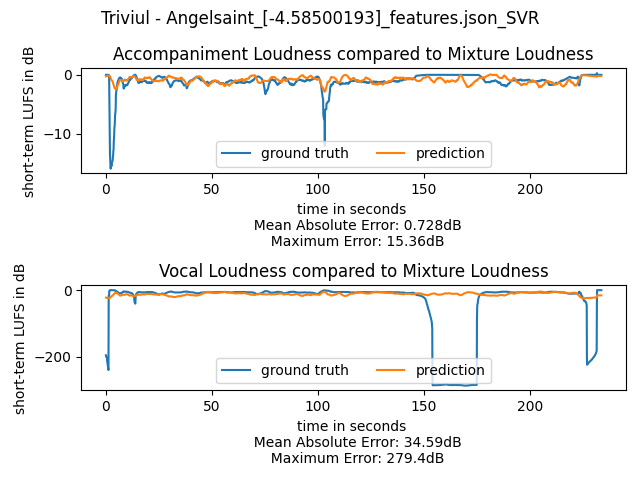 Triviul - Angelsaint_[-4.58500193]_features.json_SVR
Accompaniment Loudness compared to Mixture Loudness
short-term LUFS in dB
0
−10
ground truth
prediction
0
50
100
150
200
time in seconds
Mean Absolute Error: 0.728dB
Maximum Error: 15.36dB
Vocal Loudness compared to Mixture Loudness
short-term LUFS in dB
0
−200
ground truth
prediction
0
50
100
150
200
time in seconds
Mean Absolute Error: 34.59dB
Maximum Error: 279.4dB